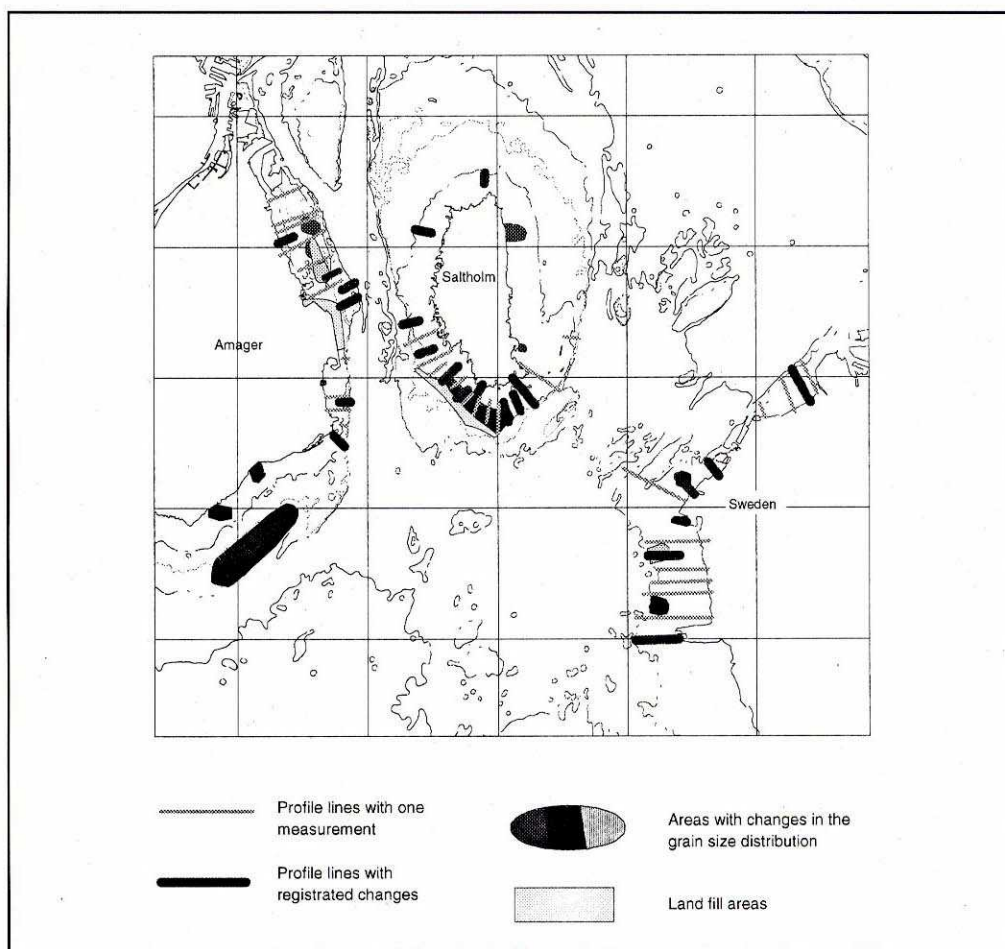 Saltholm
Amager
Sweden
Profile lines with one
measurement
Profile lines with
registrated changes
Areas with changes in the
grain size distribution
Land fill areas